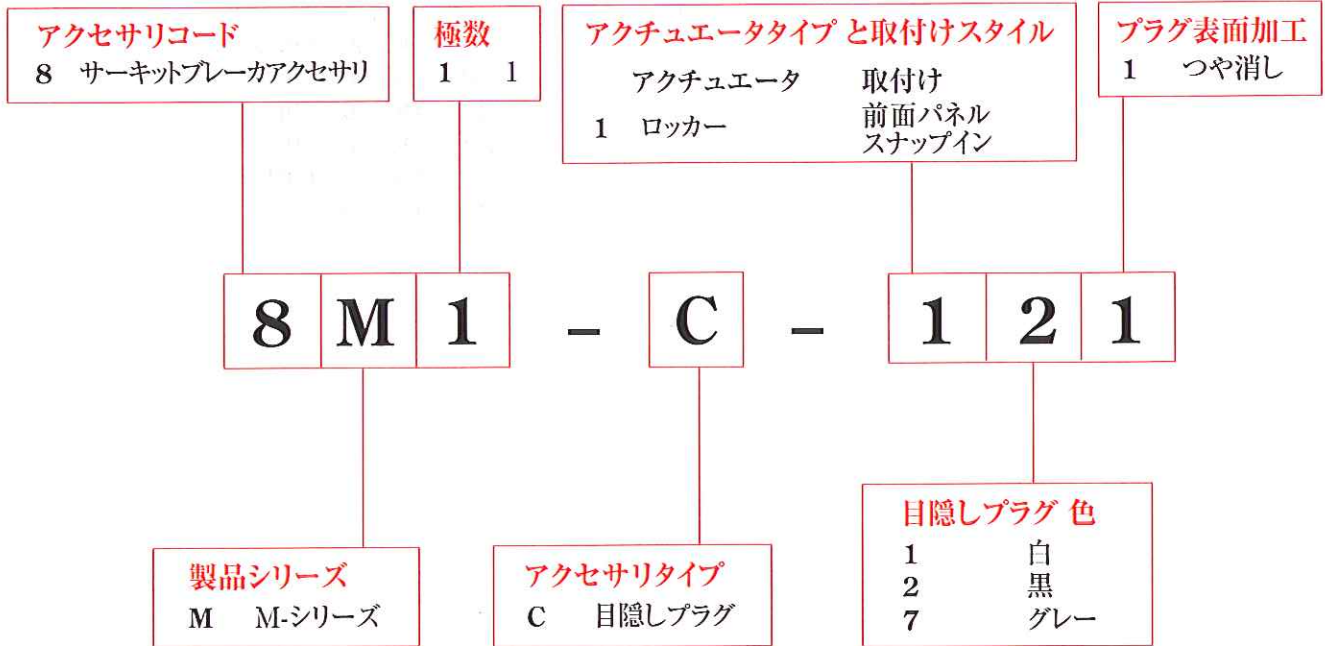 アクセサリコード
8 サーキットブレーカアクセサリ
極数
1 1
アクチュエータタイプ と取付けスタイル
アクチュエータ 取付け
1 ロッカー 前面パネル
スナップイン
プラグ表面加工
1 つや消し
8 M 1 – C – 1 2 1
製品シリーズ
M M-シリーズ
アクセサリタイプ
C 目隠しプラグ
目隠しプラグ 色
1 白
2 黒
7 グレー